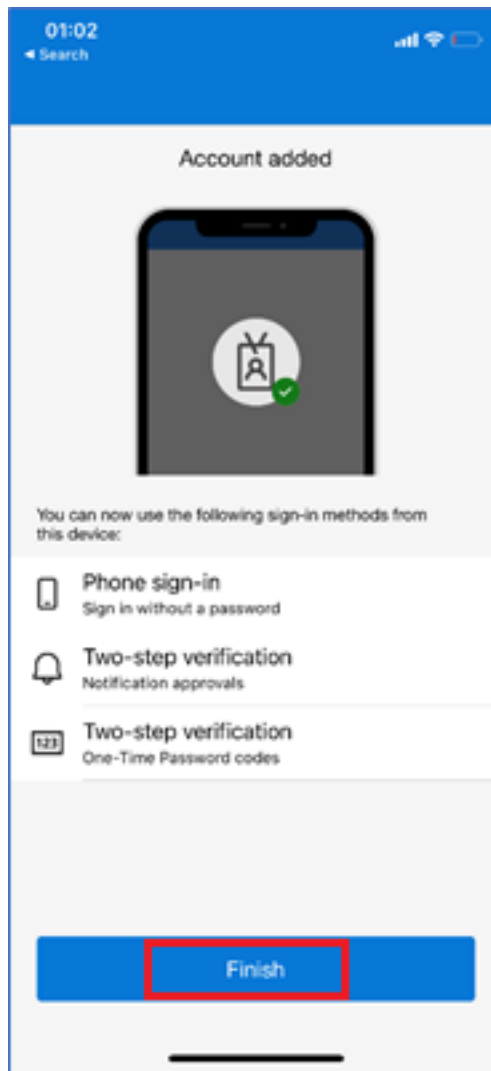 01:02
◀ Search
Account added
You can now use the following sign-in methods from
this device:
Phone sign-in
Sign in without a password
Two-step verification
Notification approvals
123
Two-step verification
One-Time Password codes
Finish